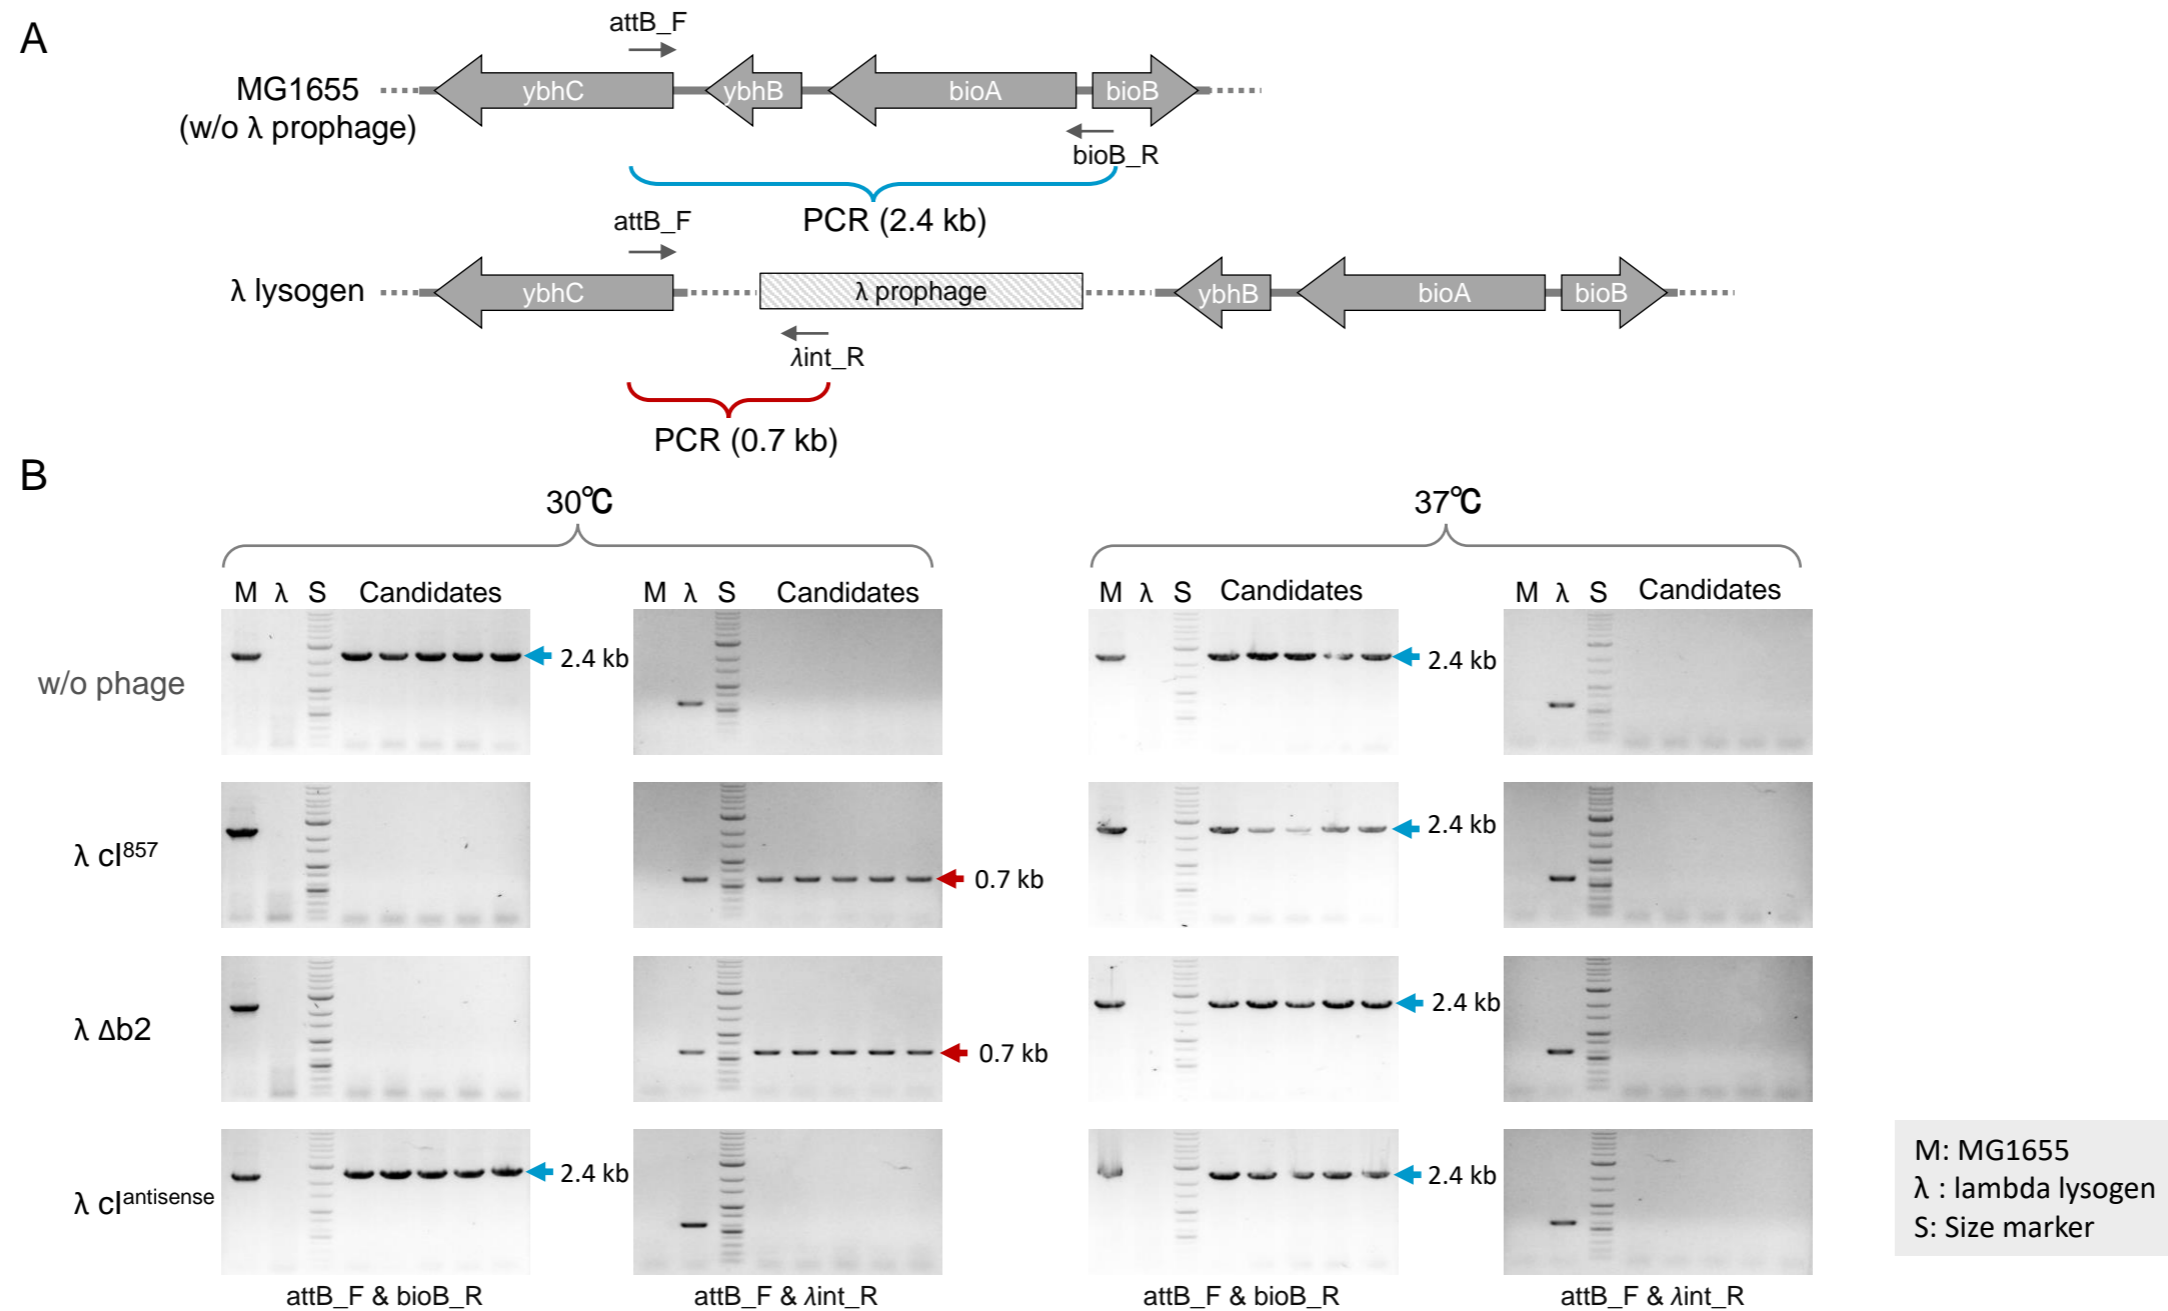 A
attB_F
MG1655
(w/o λ prophage)
ybhC
ybhB
bioA
bioB
bioB_R
PCR (2.4 kb)
attB_F
λ lysogen
ybhC
λ prophage
ybhB
bioA
bioB
λint_R
PCR (0.7 kb)
B
30℃
37℃
M λ S Candidates
M λ S Candidates
M λ S Candidates
M λ S Candidates
w/o phage
2.4 kb
2.4 kb
λ cI857
0.7 kb
2.4 kb
λ Δb2
0.7 kb
2.4 kb
λ cIantisense
2.4 kb
2.4 kb
attB_F & bioB_R
attB_F & λint_R
attB_F & bioB_R
attB_F & λint_R
M: MG1655
λ : lambda lysogen
S: Size marker